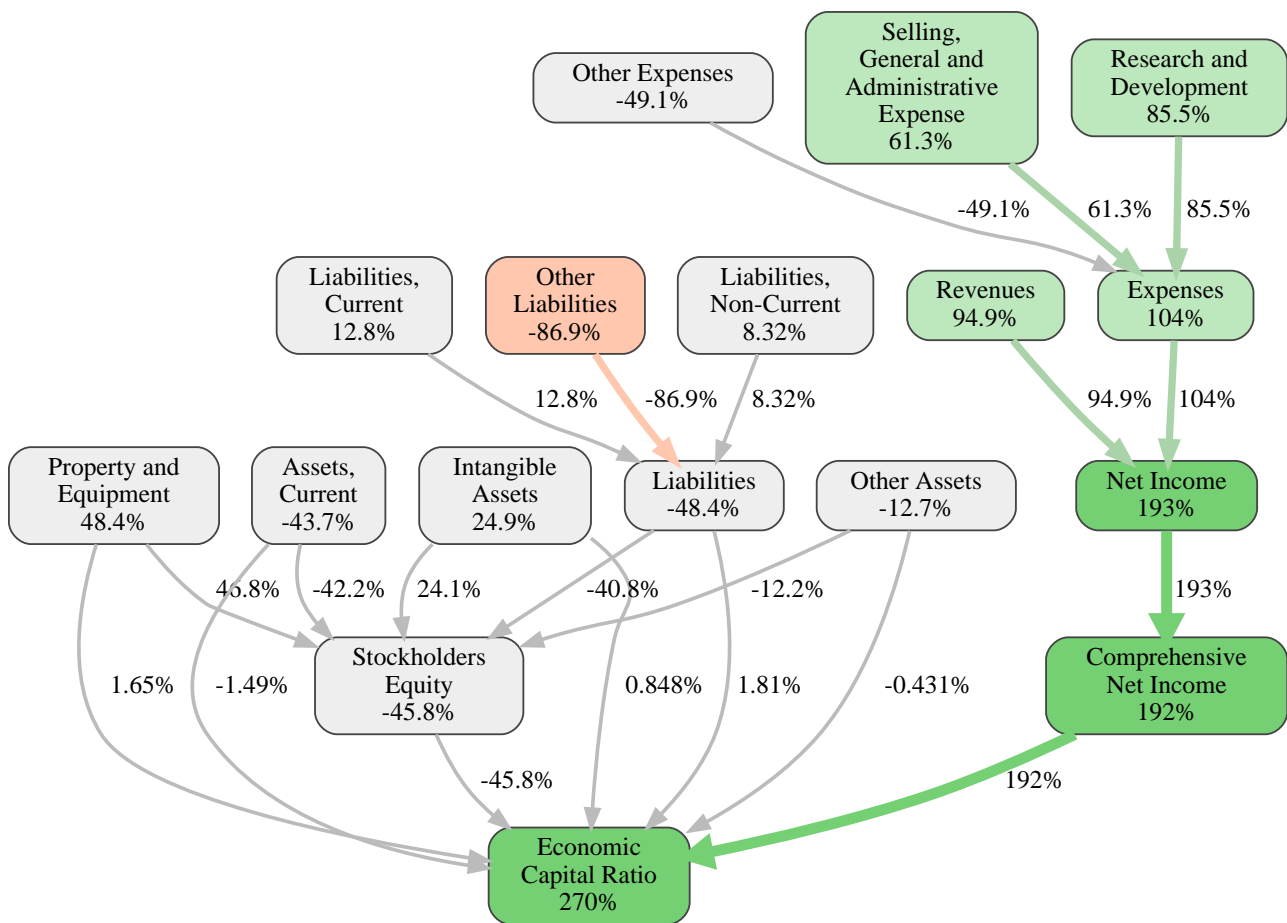 Selling,
General and
Administrative
Expense
61.3%
Research and
Development
85.5%
Other Expenses
-49.1%
-49.1%
61.3%
85.5%
Liabilities,
Current
12.8%
Other
Liabilities
-86.9%
Liabilities,
Non-Current
8.32%
Revenues
94.9%
Expenses
104%
12.8%
-86.9%
8.32%
94.9%
104%
Property and
Equipment
48.4%
Assets,
Current
-43.7%
Intangible
Assets
24.9%
Liabilities
-48.4%
Other Assets
-12.7%
Net Income
193%
46.8%
-42.2%
24.1%
-40.8%
-12.2%
193%
Stockholders
Equity
-45.8%
Comprehensive
Net Income
192%
1.65%
-1.49%
0.848%
1.81%
-0.431%
-45.8%
192%
Economic
Capital Ratio
270%